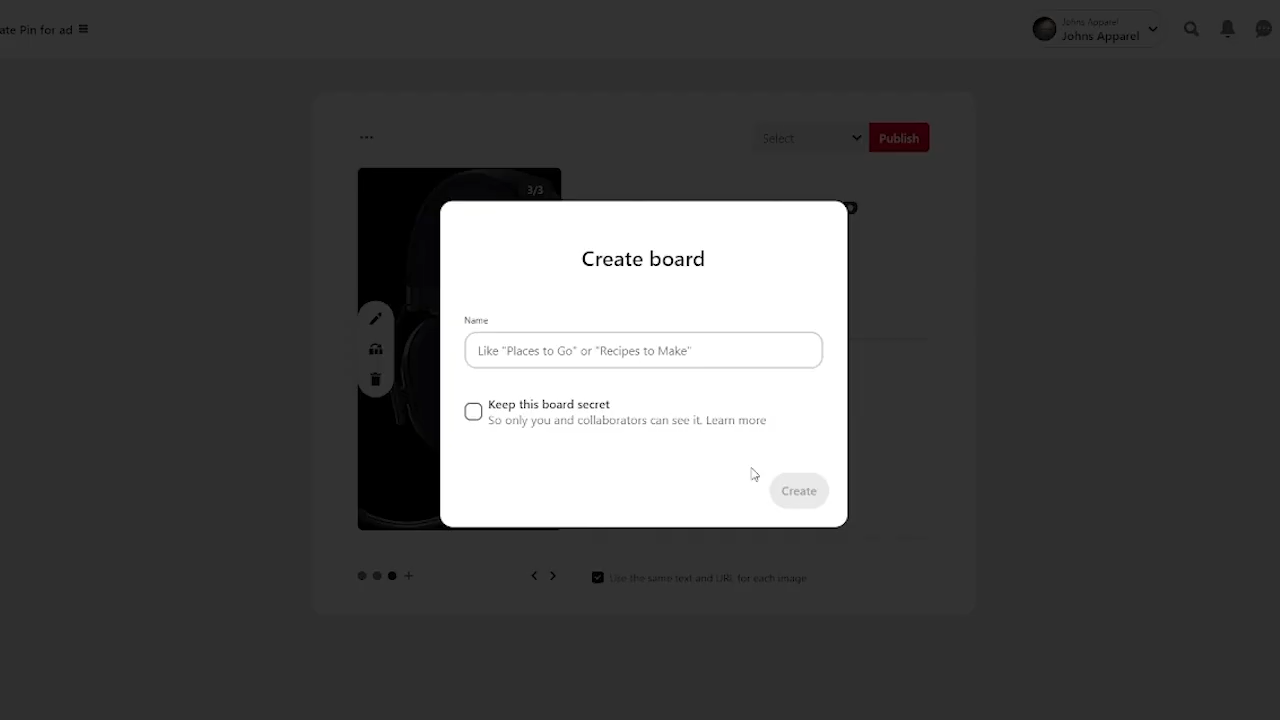 ate Pin for ad
Johns Apparel
Johns Apparel
Select
Publish
3/3
Create board
Name
Like "Places to Go" or "Recipes to Make"
Keep this board secret
So only you and collaborators can see it. Learn more
Create
Use the same text and URL for each image